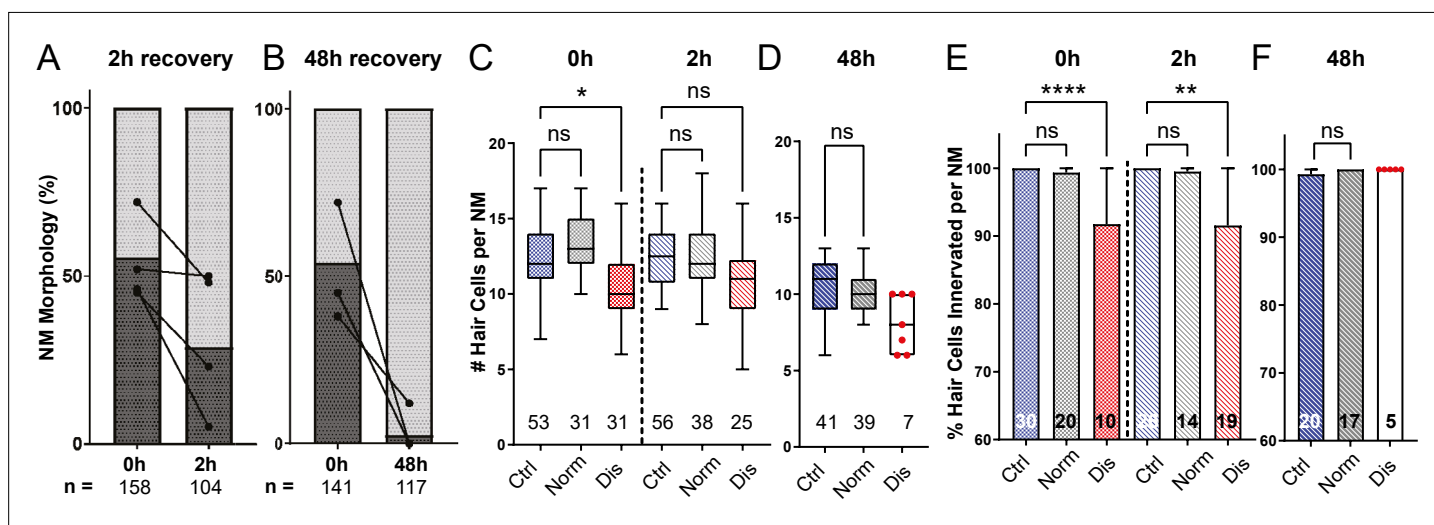 A
2h recovery
NM Morphology (%)
100
50
0
0h 2h
n = 158 104
B
48h recovery
100
50
0
0h 48h
n = 141 117
C
0h 2h
# Hair Cells per NM
20
15
10
5
0
* ns
ns ns
53 31 31 56 38 25
Ctrl Norm Dis Ctrl Norm Dis
D
48h
20
15
10
5
0
ns
41 39 7
Ctrl Norm Dis
E
0h 2h
% Hair Cells Innervated per NM
100
90
80
70
60
**** **
ns ns
30 20 10 14 19
Ctrl Norm Dis Ctrl Norm Dis
F
48h
100
90
80
70
60
ns
20 17 5
Ctrl Norm Dis